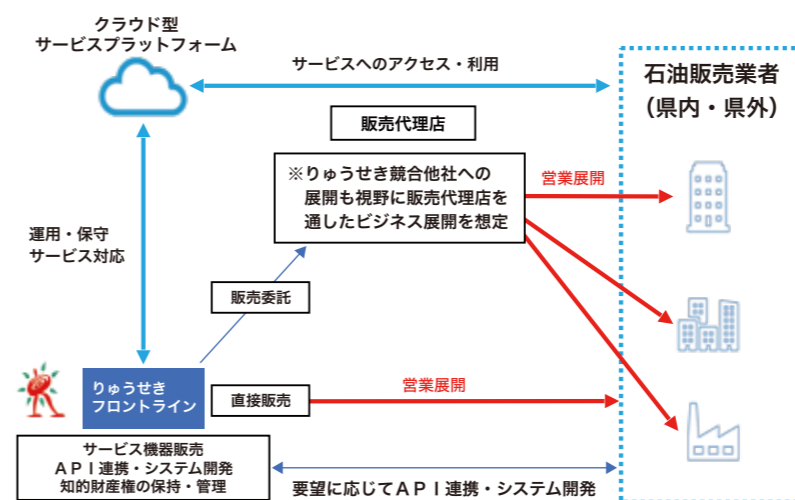 クラウド型
サービスプラットフォーム
サービスへのアクセス・利用
石油販売業者
（県内・県外）
販売代理店
※りゅうせき競合他社への
展開も視野に販売代理店を
通したビジネス展開を想定
営業展開
運用・保守
サービス対応
販売委託
りゅうせき
フロントライン
直接販売
営業展開
サービス機器販売
ＡＰＩ連携・システム開発
知的財産権の保持・管理
要望に応じてＡＰＩ連携・システム開発